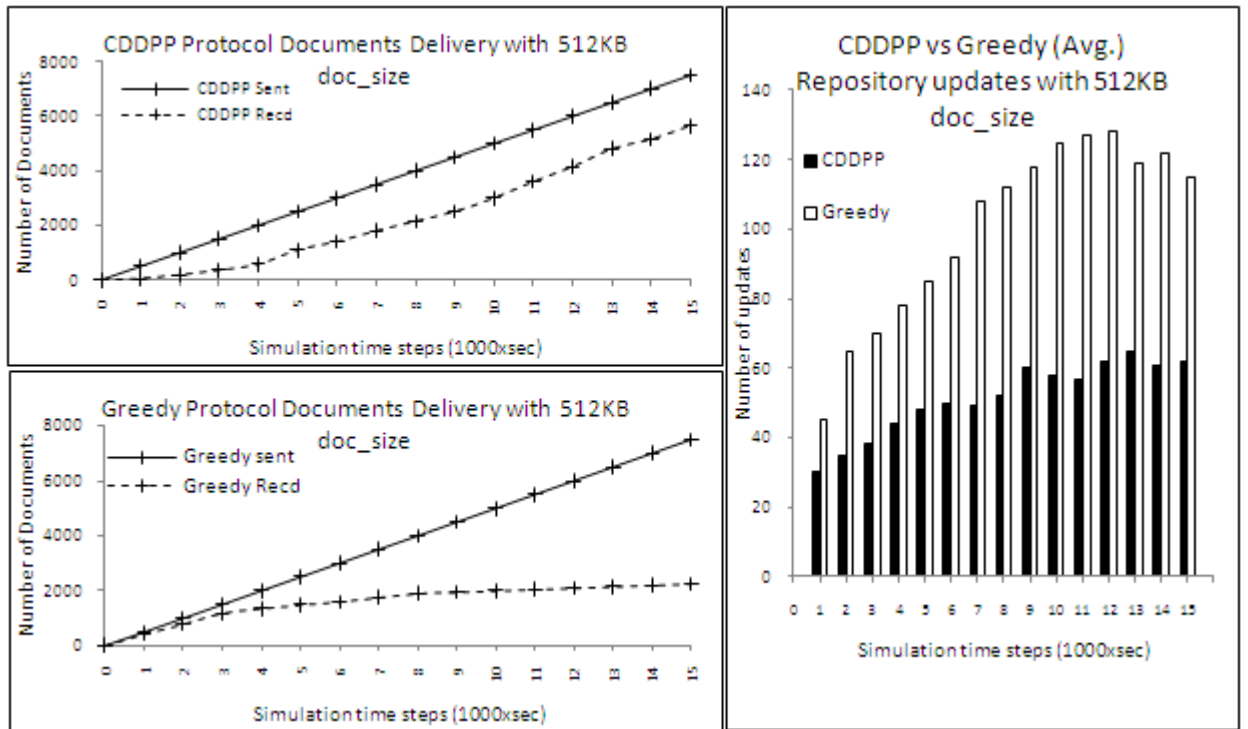 CDDPP Protocol Documents Delivery with 512KB
doc_size
CDDPP Sent
CDDPP Recd
Number of Documents
8000
6000
4000
2000
0
0 1 2 3 4 5 6 7 8 9 10 11 12 13 14 15
Simulation time steps (1000xsec)
Greedy Protocol Documents Delivery with 512KB
doc_size
Greedy sent
Greedy Recd
Number of Documents
8000
6000
4000
2000
0
0 1 2 3 4 5 6 7 8 9 10 11 12 13 14 15
Simulation time steps (1000xsec)
CDDPP vs Greedy (Avg.)
Repository updates with 512KB
doc_size
CDDPP
Greedy
Number of updates
140
120
100
80
60
40
20
0
0 1 2 3 4 5 6 7 8 9 10 11 12 13 14 15
Simulation time steps (1000xsec)